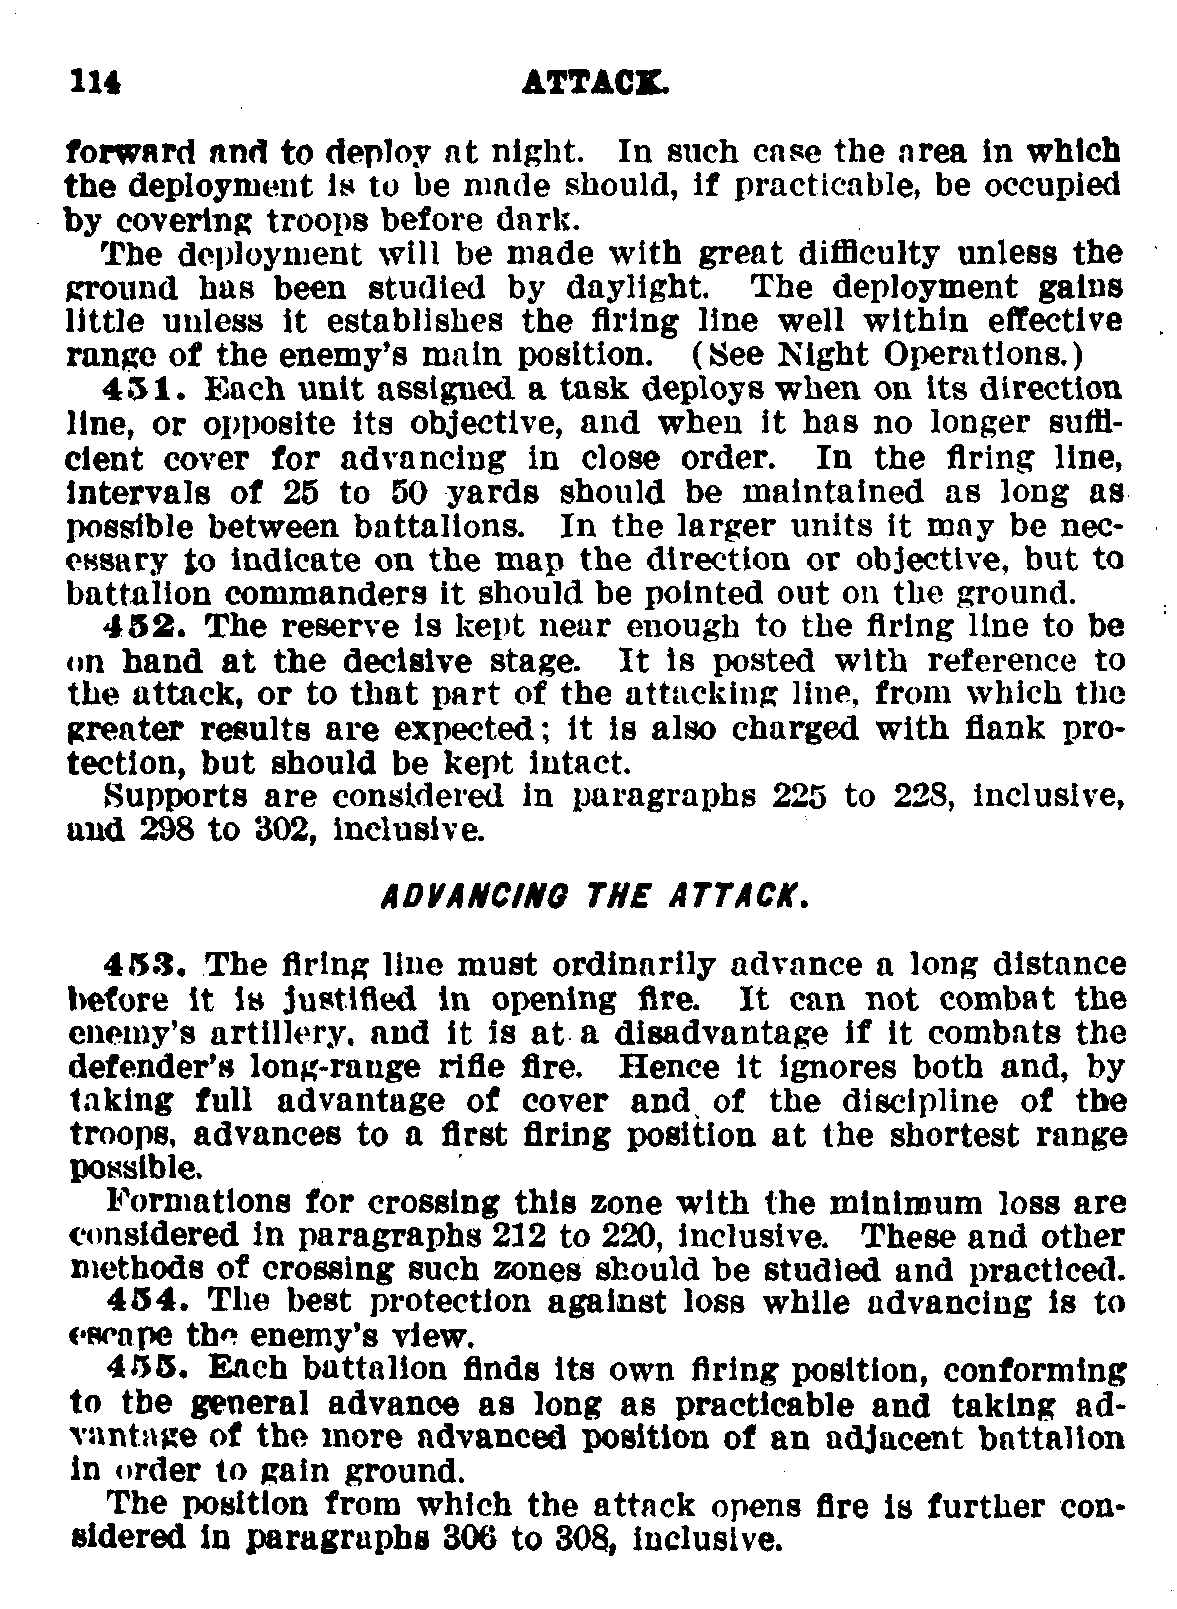 114 ATTACK.
forward and to deploy at night. In such case the area in which
the deployment is to be made should, if practicable, be occupied
by covering troops before dark.
The deployment will be made with great difficulty unless the
ground has been studied by daylight. The deployment gains
little unless it establishes the firing line well within effective
range of the enemy's main position. (See Night Operations.)
451. Each unit assigned a task deploys when on its direction
line, or opposite its objective, and when it has no longer suffi-
cient cover for advancing in close order. In the firing line,
intervals of 25 to 50 yards should be maintained as long as
possible between battalions. In the larger units it may be nec-
essary to indicate on the map the direction or objective, but to
battalion commanders it should be pointed out on the ground.
452. The reserve is kept near enough to the firing line to be
on hand at the decisive stage. It is posted with reference to
the attack, or to that part of the attacking line, from which the
greater results are expected; it is also charged with flank pro-
tection, but should be kept intact.
Supports are considered in paragraphs 225 to 228, inclusive,
and 298 to 302, inclusive.
ADVANCING THE ATTACK.
453. The firing line must ordinarily advance a long distance
before it is justified in opening fire. It can not combat the
enemy's artillery, and it is at a disadvantage if it combats the
defender's long-range rifle fire. Hence it ignores both and, by
taking full advantage of cover and of the discipline of the
troops, advances to a first firing position at the shortest range
possible.
Formations for crossing this zone with the minimum loss are
considered in paragraphs 212 to 220, inclusive. These and other
methods of crossing such zones should be studied and practiced.
454. The best protection against loss while advancing is to
escape the enemy's view.
455. Each battalion finds its own firing position, conforming
to the general advance as long as practicable and taking ad-
vantage of the more advanced position of an adjacent battalion
in order to gain ground.
The position from which the attack opens fire is further con-
sidered in paragraphs 306 to 308, inclusive.